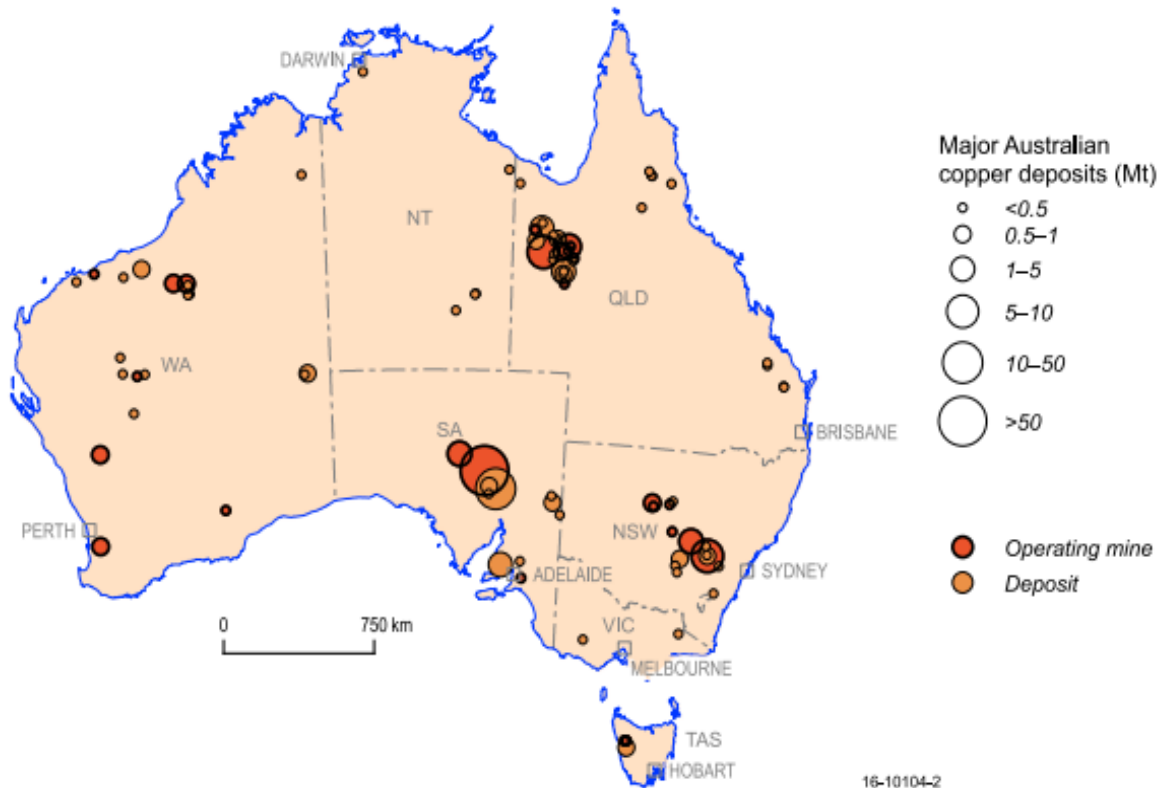 DARWIN
NT
QLD
WA
SA
BRISBANE
PERTH
NSW
ADELAIDE
SYDNEY
0 750 km
VIC
MELBOURNE
TAS
HOBART
Major Australian
copper deposits (Mt)
<0.5
0.5–1
1–5
5–10
10–50
>50
Operating mine
Deposit
16-10104-2